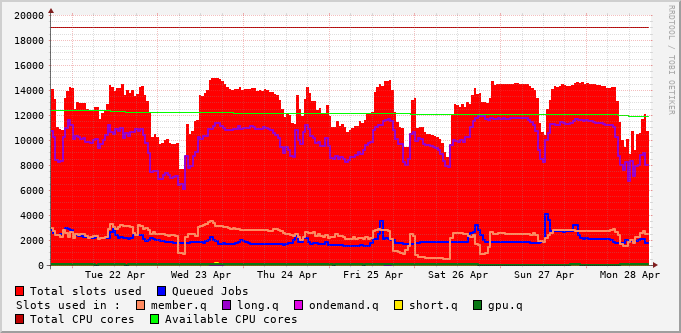 20000
18000
16000
14000
12000
10000
8000
6000
4000
2000
0
Tue 22 Apr Wed 23 Apr Thu 24 Apr Fri 25 Apr Sat 26 Apr Sun 27 Apr Mon 28 Apr
Total slots used Queued Jobs
Slots used in : member.q long.q ondemand.q short.q gpu.q
Total CPU cores Available CPU cores
RRDTOOL / TOBI OETIKER